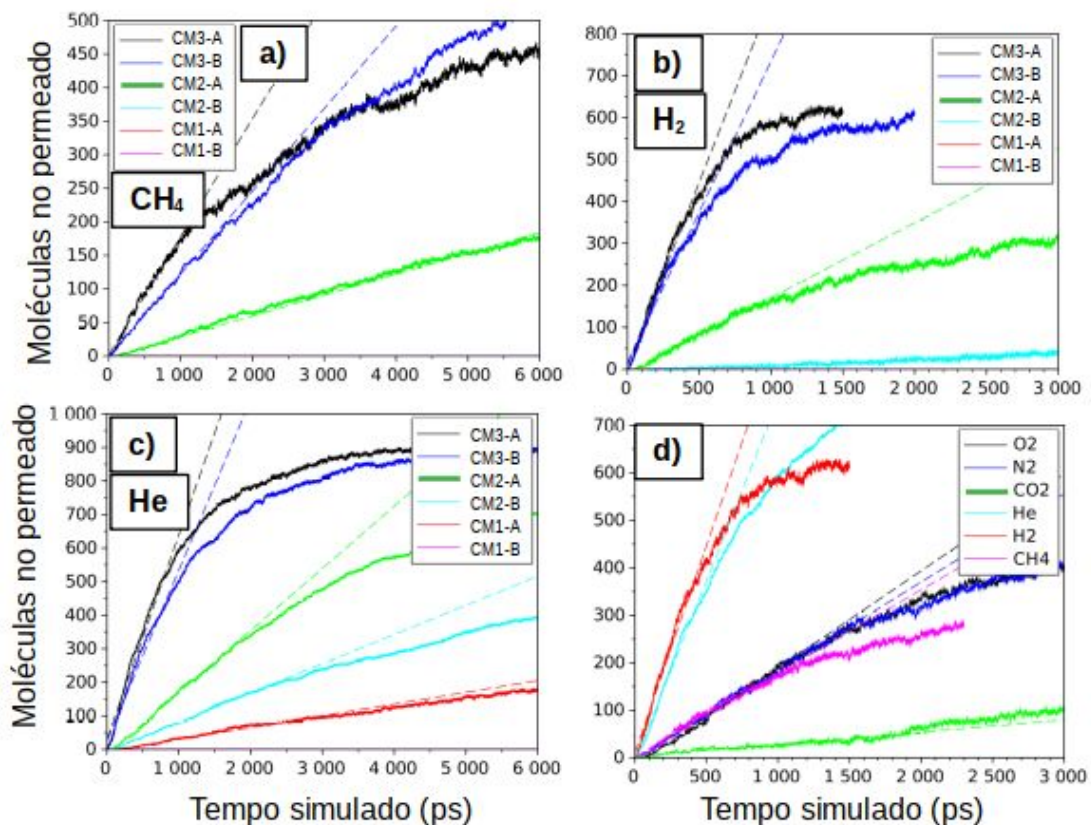 Moléculas no permeado
500
450
400
350
300
250
200
150
100
50
0
0 1 000 2 000 3 000 4 000 5 000 6 000
CM3-A
CM3-B
CM2-A
CM2-B
CM1-A
CM1-B
a)
CH₄
800
700
600
500
400
300
200
100
0
0 500 1 000 1 500 2 000 2 500 3 000
b)
H₂
CM3-A
CM3-B
CM2-A
CM2-B
CM1-A
CM1-B
Moléculas no permeado
1 000
900
800
700
600
500
400
300
200
100
0
0 1 000 2 000 3 000 4 000 5 000 6 000
c)
He
CM3-A
CM3-B
CM2-A
CM2-B
CM1-A
CM1-B
Tempo simulado (ps)
700
600
500
400
300
200
100
0
0 500 1 000 1 500 2 000 2 500 3 000
d)
O2
N2
CO2
He
H2
CH4
Tempo simulado (ps)